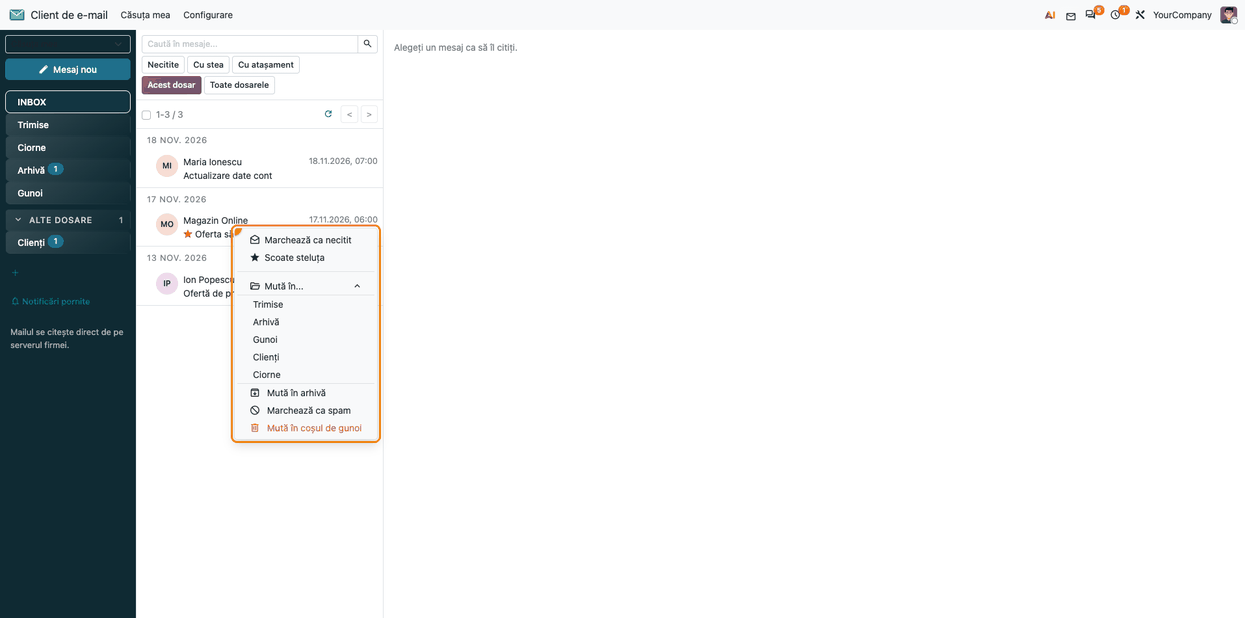 Client de e-mail
Căsuța mea
Configurare
AI
5
1
YourCompany
Mesaj nou
INBOX
Trimise
Ciorne
Arhivă 1
Gunoi
ALTE DOSARE 1
Clienți 1
+
Notificări pornite
Mailul se citește direct de pe
serverul firmei.
Caută în mesaje...
Necitite
Cu stea
Cu atașament
Acest dosar
Toate dosarele
1-3 / 3
<
>
18 NOV. 2026
MI
Maria Ionescu
18.11.2026, 07:00
Actualizare date cont
17 NOV. 2026
MO
Magazin Online
17.11.2026, 06:00
Oferta
13 NOV. 2026
IP
Ion Popescu
Ofertă de
Marchează ca necitit
Scoate steluța
Mută în...
Trimise
Arhivă
Gunoi
Clienți
Ciorne
Mută în arhivă
Marchează ca spam
Mută în coșul de gunoi
Alegeți un mesaj ca să îl citiți.